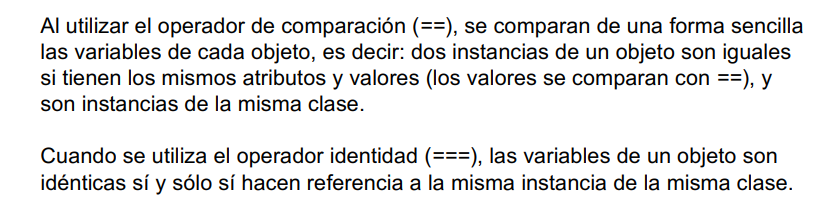 Al utilizar el operador de comparación (==), se comparan de una forma sencilla
las variables de cada objeto, es decir: dos instancias de un objeto son iguales
si tienen los mismos atributos y valores (los valores se comparan con ==), y
son instancias de la misma clase.
Cuando se utiliza el operador identidad (===), las variables de un objeto son
idénticas sí y sólo sí hacen referencia a la misma instancia de la misma clase.